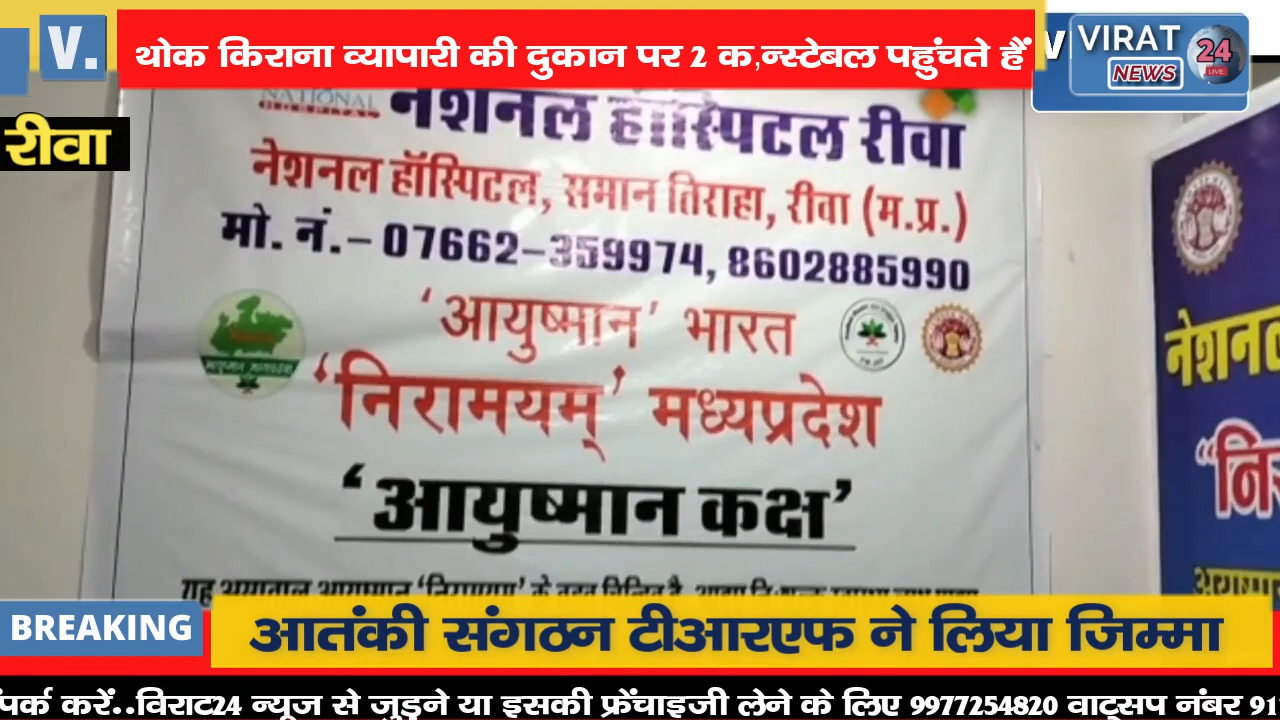 V.
थोक किराना व्यापारी की दुकान पर 2 क,न्स्टेबल पहुंचते हैं
V
VIRAT
24
LIVE
NEWS
रीवा
NATIONAL
HOSPITAL
नेशनल हॉस्पिटल रीवा
नेशनल हॉस्पिटल, समान तिराहा, रीवा (म.प्र.)
मो. नं.– 07662–359974, 8602885990
‘आयुष्मान’ भारत
‘निरामयम्’ मध्यप्रदेश
‘आयुष्मान कक्ष’
नेशनल
“नि
BREAKING
आतंकी संगठन टीआरएफ ने लिया जिम्मा
संपर्क करें..विराट24 न्यूज से जुड़ने या इसकी फ्रेंचाइजी लेने के लिए 9977254820 वाट्सप नंबर 91